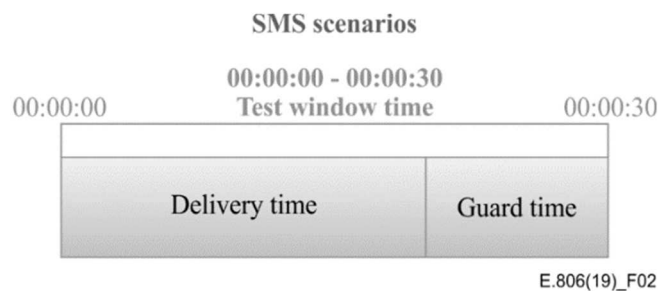 SMS scenarios
00:00:00 - 00:00:30
00:00:00 Test window time 00:00:30
Delivery time Guard time
E.806(19)_F02